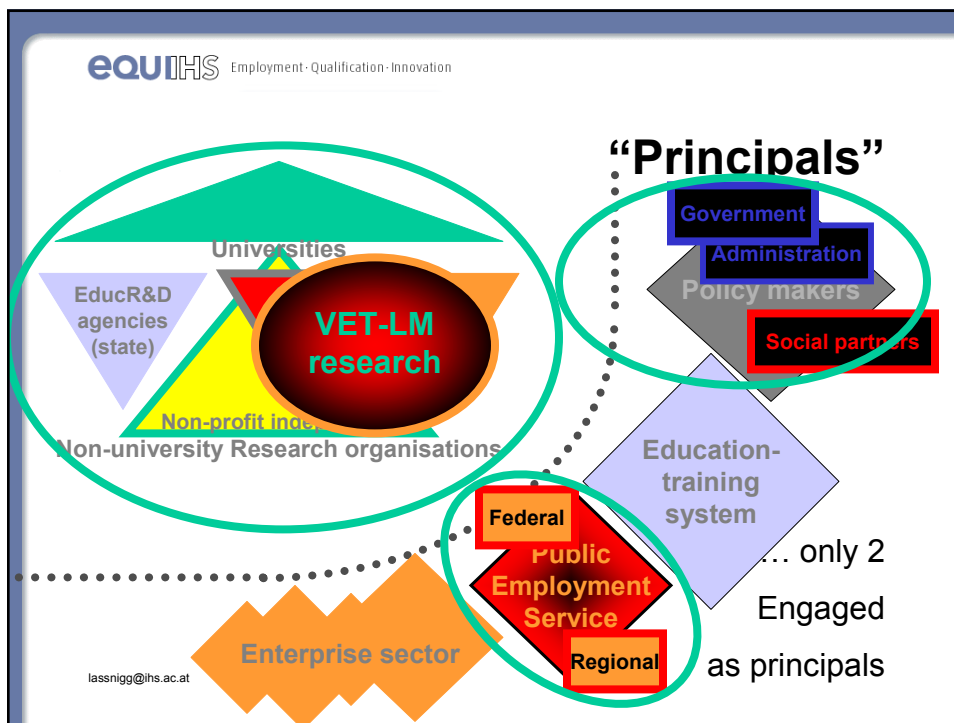 equi IHS Employment · Qualification · Innovation
“Principals”
Government
Administration
Policy makers
Social partners
Universities
EducR&D
agencies
(state)
VET-LM
research
Non-profit
Non-university Research organisations
Education-
training
system
Federal
Public
Employment
Service
Regional
… only 2
Engaged
as principals
Enterprise sector
lassnigg@ihs.ac.at